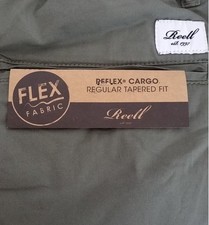 Reell
est. 1997
FLEX
FABRIC
REFLEX® CARGO
REGULAR TAPERED FIT
Reell